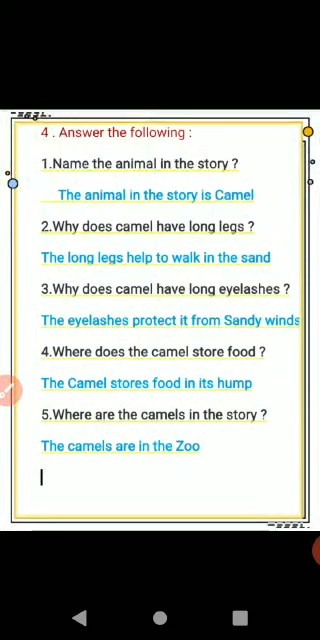 4 . Answer the following :
1.Name the animal in the story ?
The animal in the story is Camel
2.Why does camel have long legs ?
The long legs help to walk in the sand
3.Why does camel have long eyelashes ?
The eyelashes protect it from Sandy winds
4.Where does the camel store food ?
The Camel stores food in its hump
5.Where are the camels in the story ?
The camels are in the Zoo